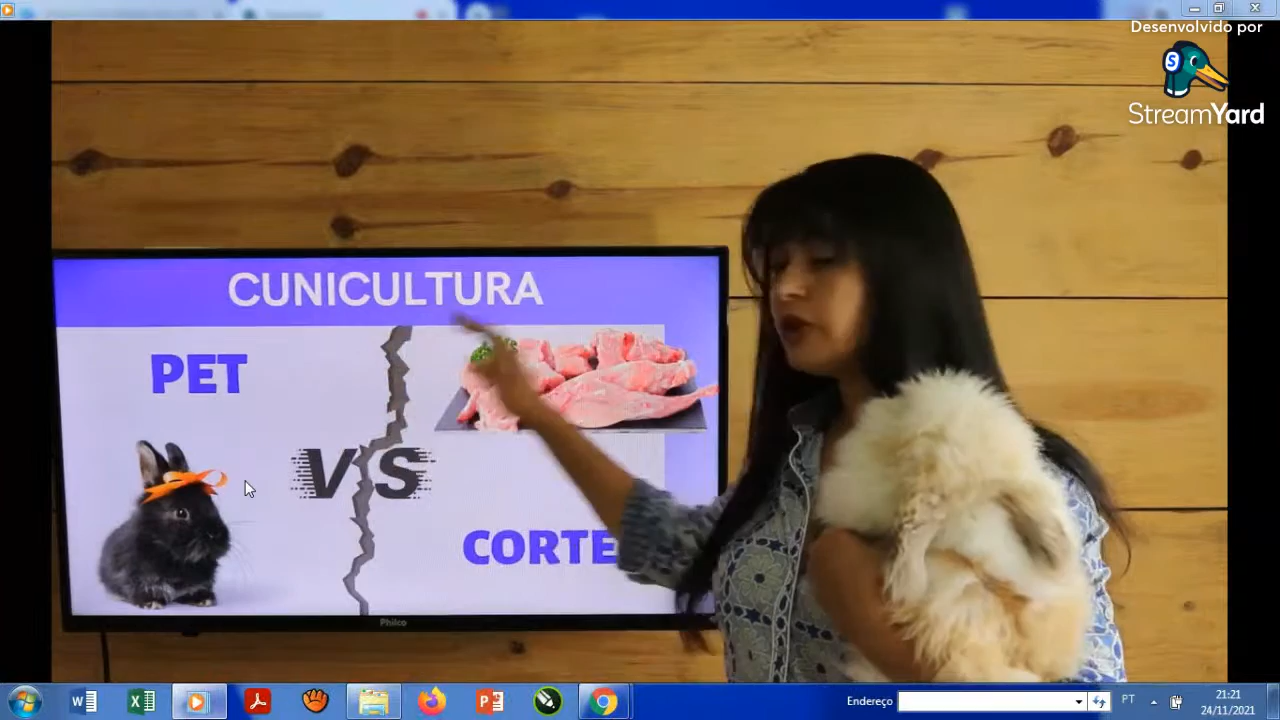 Desenvolvido por
StreamYard
CUNICULTURA
PET
VS
CORTE
Philco
Endereço
PT
21:21
24/11/2021